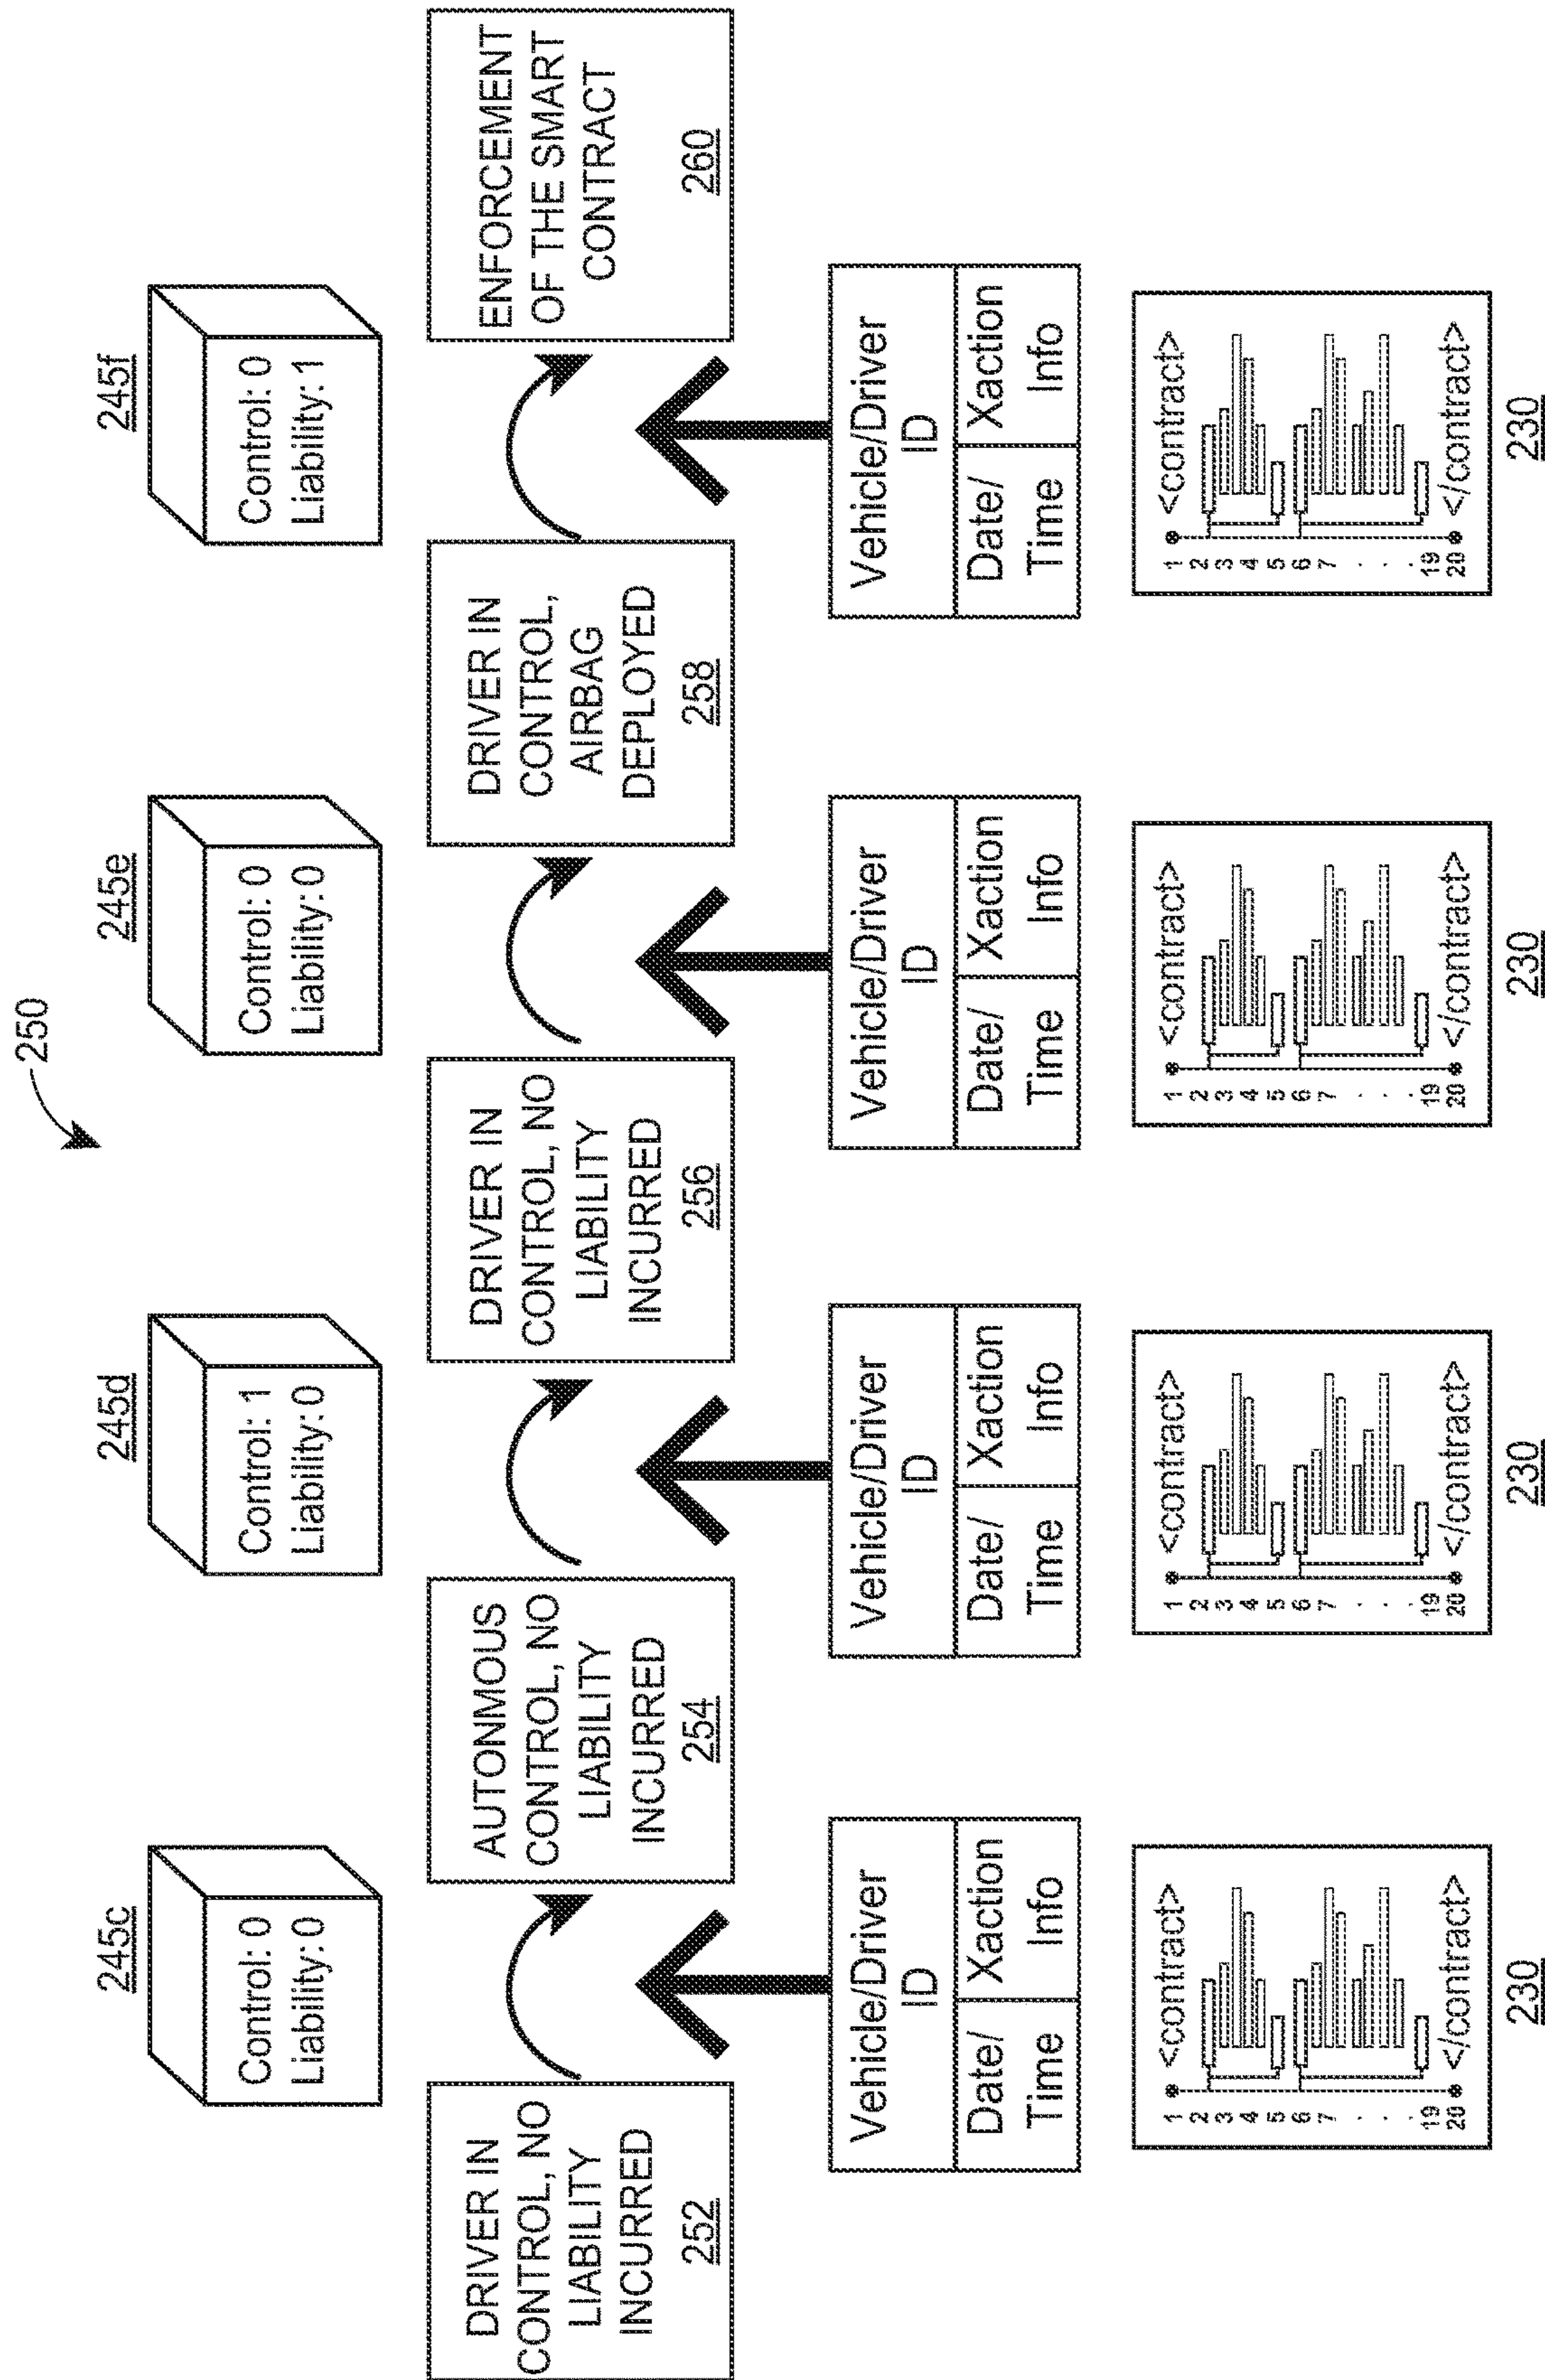 250
245c
245d
245e
245f
Control: 0
Liability: 0
Control: 1
Liability: 0
Control: 0
Liability:0
Control: 0
Liability: 1
DRIVER IN
CONTROL, NO
LIABILITY
INCURRED
252
AUTONMOUS
CONTROL, NO
LIABILITY
INCURRED
254
DRIVER IN
CONTROL, NO
LIABILITY
INCURRED
256
DRIVER IN
CONTROL,
AIRBAG
DEPLOYED
258
ENFORCEMENT
OF THE SMART
CONTRACT
260
Vehicle/Driver
ID
Date/
Time
Xaction
Info
Vehicle/Driver
ID
Date/
Time
Xaction
Info
Vehicle/Driver
ID
Date/
Time
Xaction
Info
Vehicle/Driver
ID
Date/
Time
Xaction
Info
1 <contract>
2
3
4
5
6
7
.
.
.
19
20 </contract>
230
1 <contract>
2
3
4
5
6
7
.
.
.
19
20 </contract>
230
1 <contract>
2
3
4
5
6
7
.
.
.
19
20 </contract>
230
1 <contract>
2
3
4
5
6
7
.
.
.
19
20 </contract>
230